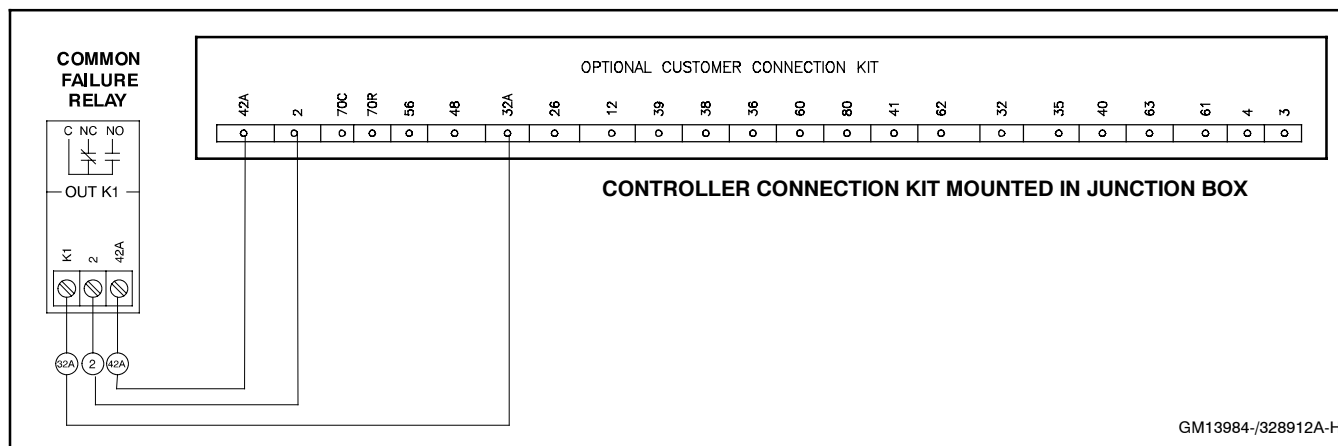 COMMON
FAILURE
RELAY
C NC NO
OUT K1
K1 2 42A
32A 2 42A
OPTIONAL CUSTOMER CONNECTION KIT
42A 2 70C 70R 56 48 32A 26 12 39 38 36 60 80 41 62 32 35 40 63 61 4 3
CONTROLLER CONNECTION KIT MOUNTED IN JUNCTION BOX
GM13984-/328912A-H